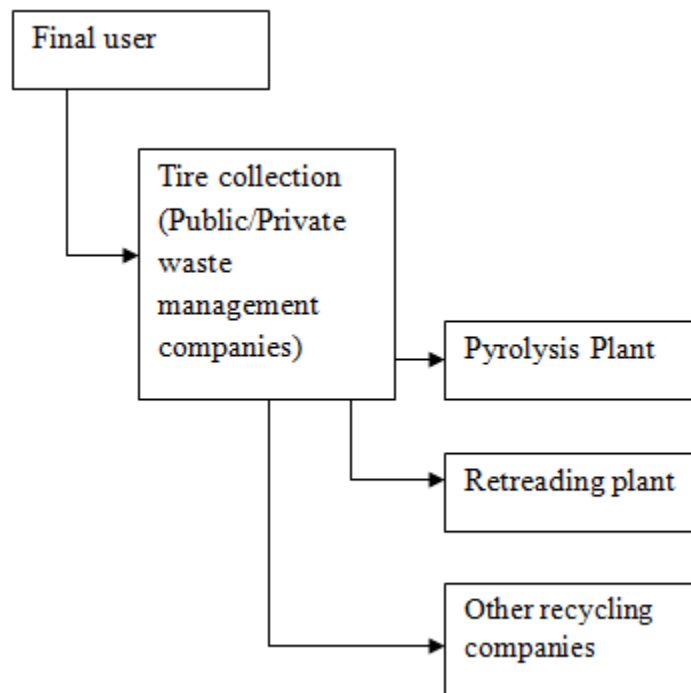 Final user
Tire collection
(Public/Private
waste
management
companies)
Pyrolysis Plant
Retreading plant
Other recycling
companies